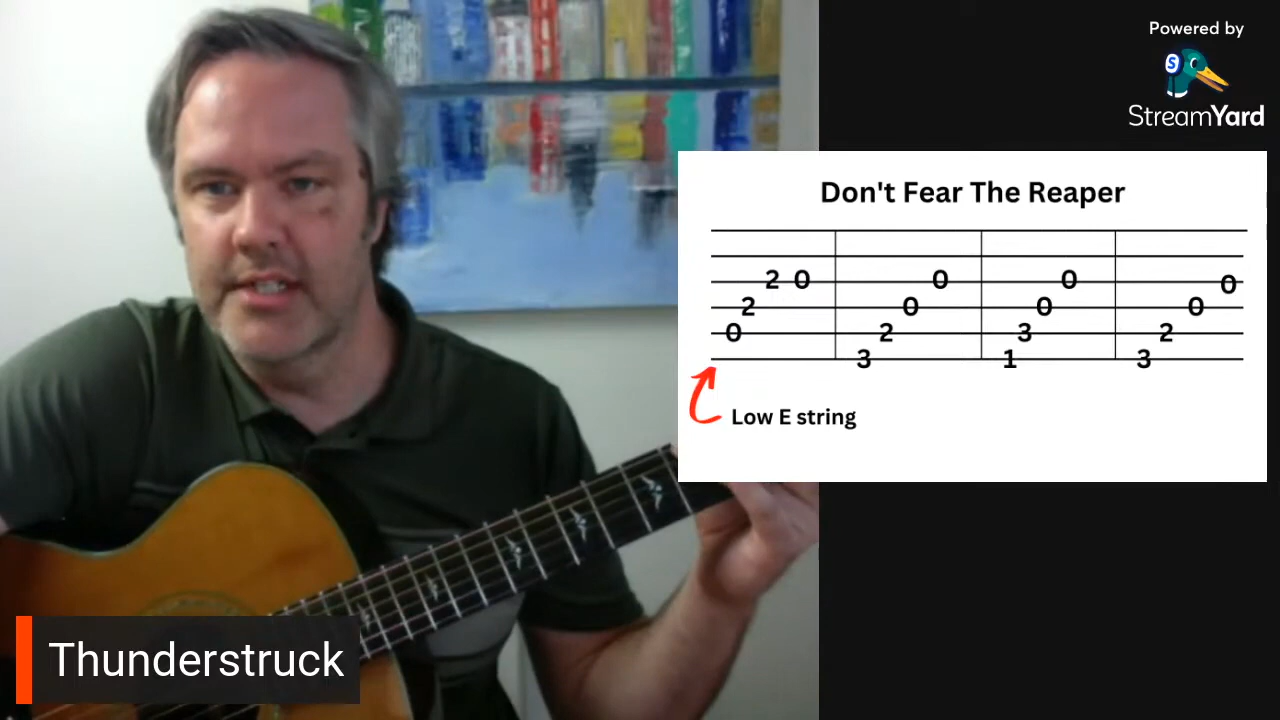 Powered by
StreamYard
Don't Fear The Reaper
2 0 0 0 0
2 0 0 0
0 2 3 2
3 1 3
Low E string
Thunderstruck